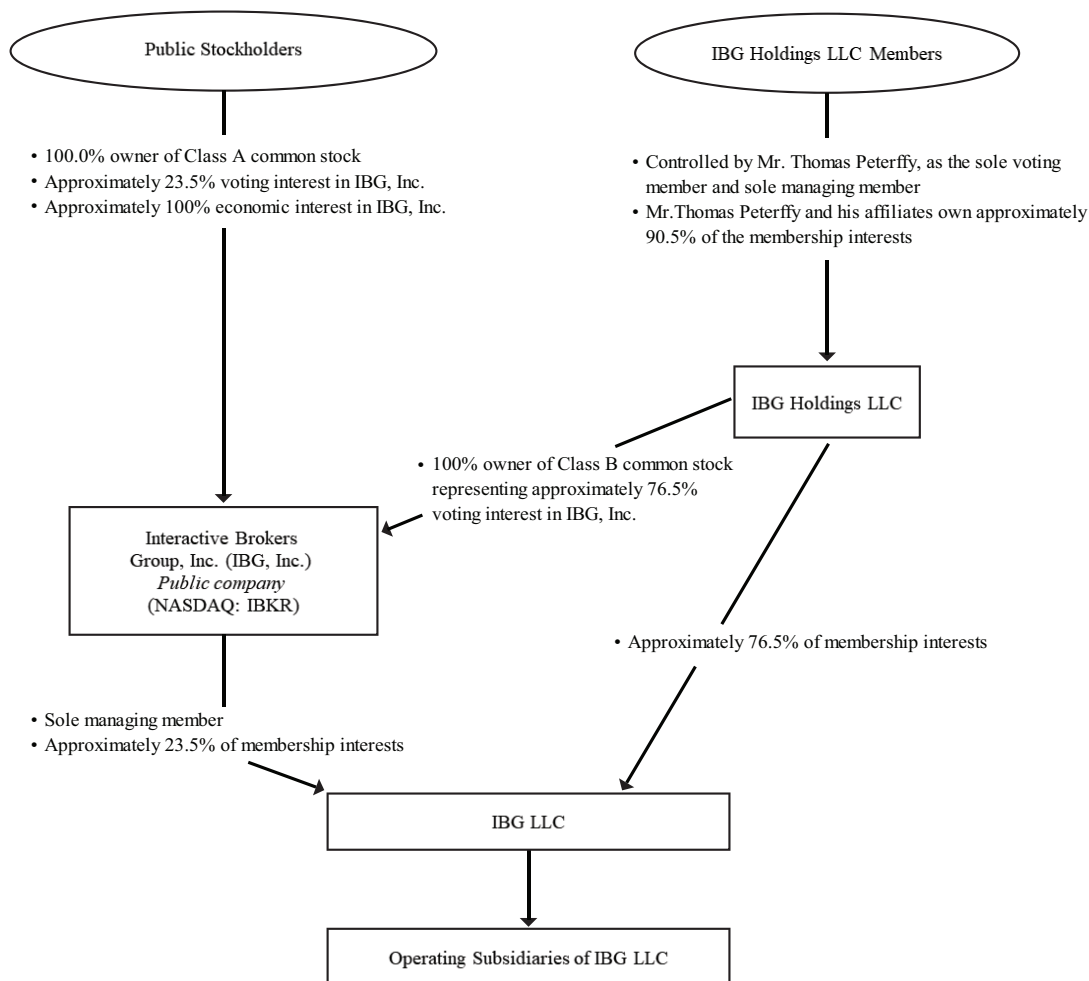 Public Stockholders
IBG Holdings LLC Members
• 100.0% owner of Class A common stock
• Approximately 23.5% voting interest in IBG, Inc.
• Approximately 100% economic interest in IBG, Inc.
• Controlled by Mr. Thomas Peterffy, as the sole voting
member and sole managing member
• Mr.Thomas Peterffy and his affiliates own approximately
90.5% of the membership interests
IBG Holdings LLC
• 100% owner of Class B common stock
representing approximately 76.5%
voting interest in IBG, Inc.
Interactive Brokers
Group, Inc. (IBG, Inc.)
Public company
(NASDAQ: IBKR)
• Approximately 76.5% of membership interests
• Sole managing member
• Approximately 23.5% of membership interests
IBG LLC
Operating Subsidiaries of IBG LLC